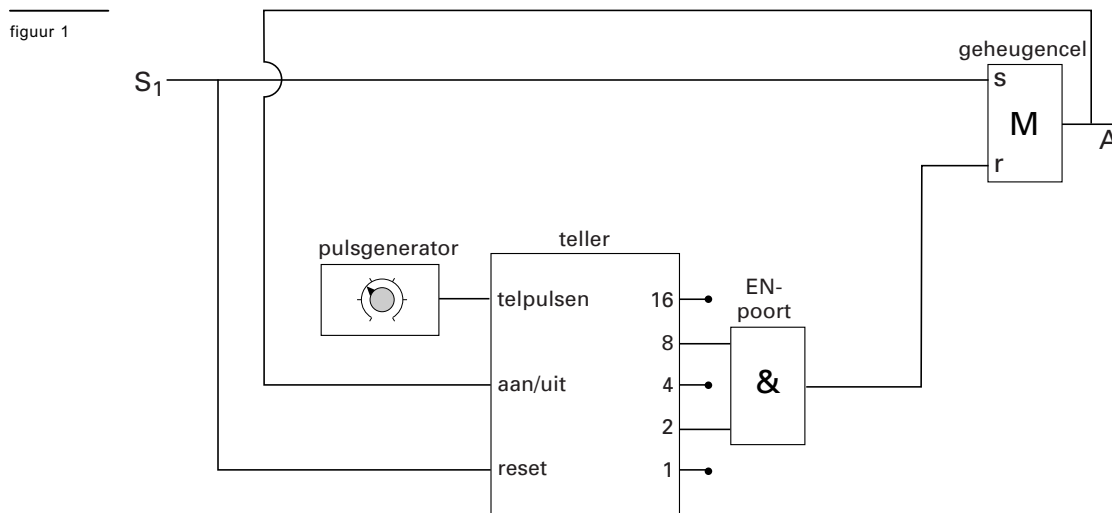 figuur 1
geheugencel
S1
s
M
A
r
teller
pulsgenerator
EN-
poort
telpulsen
16
8
aan/uit
4
&
2
reset
1